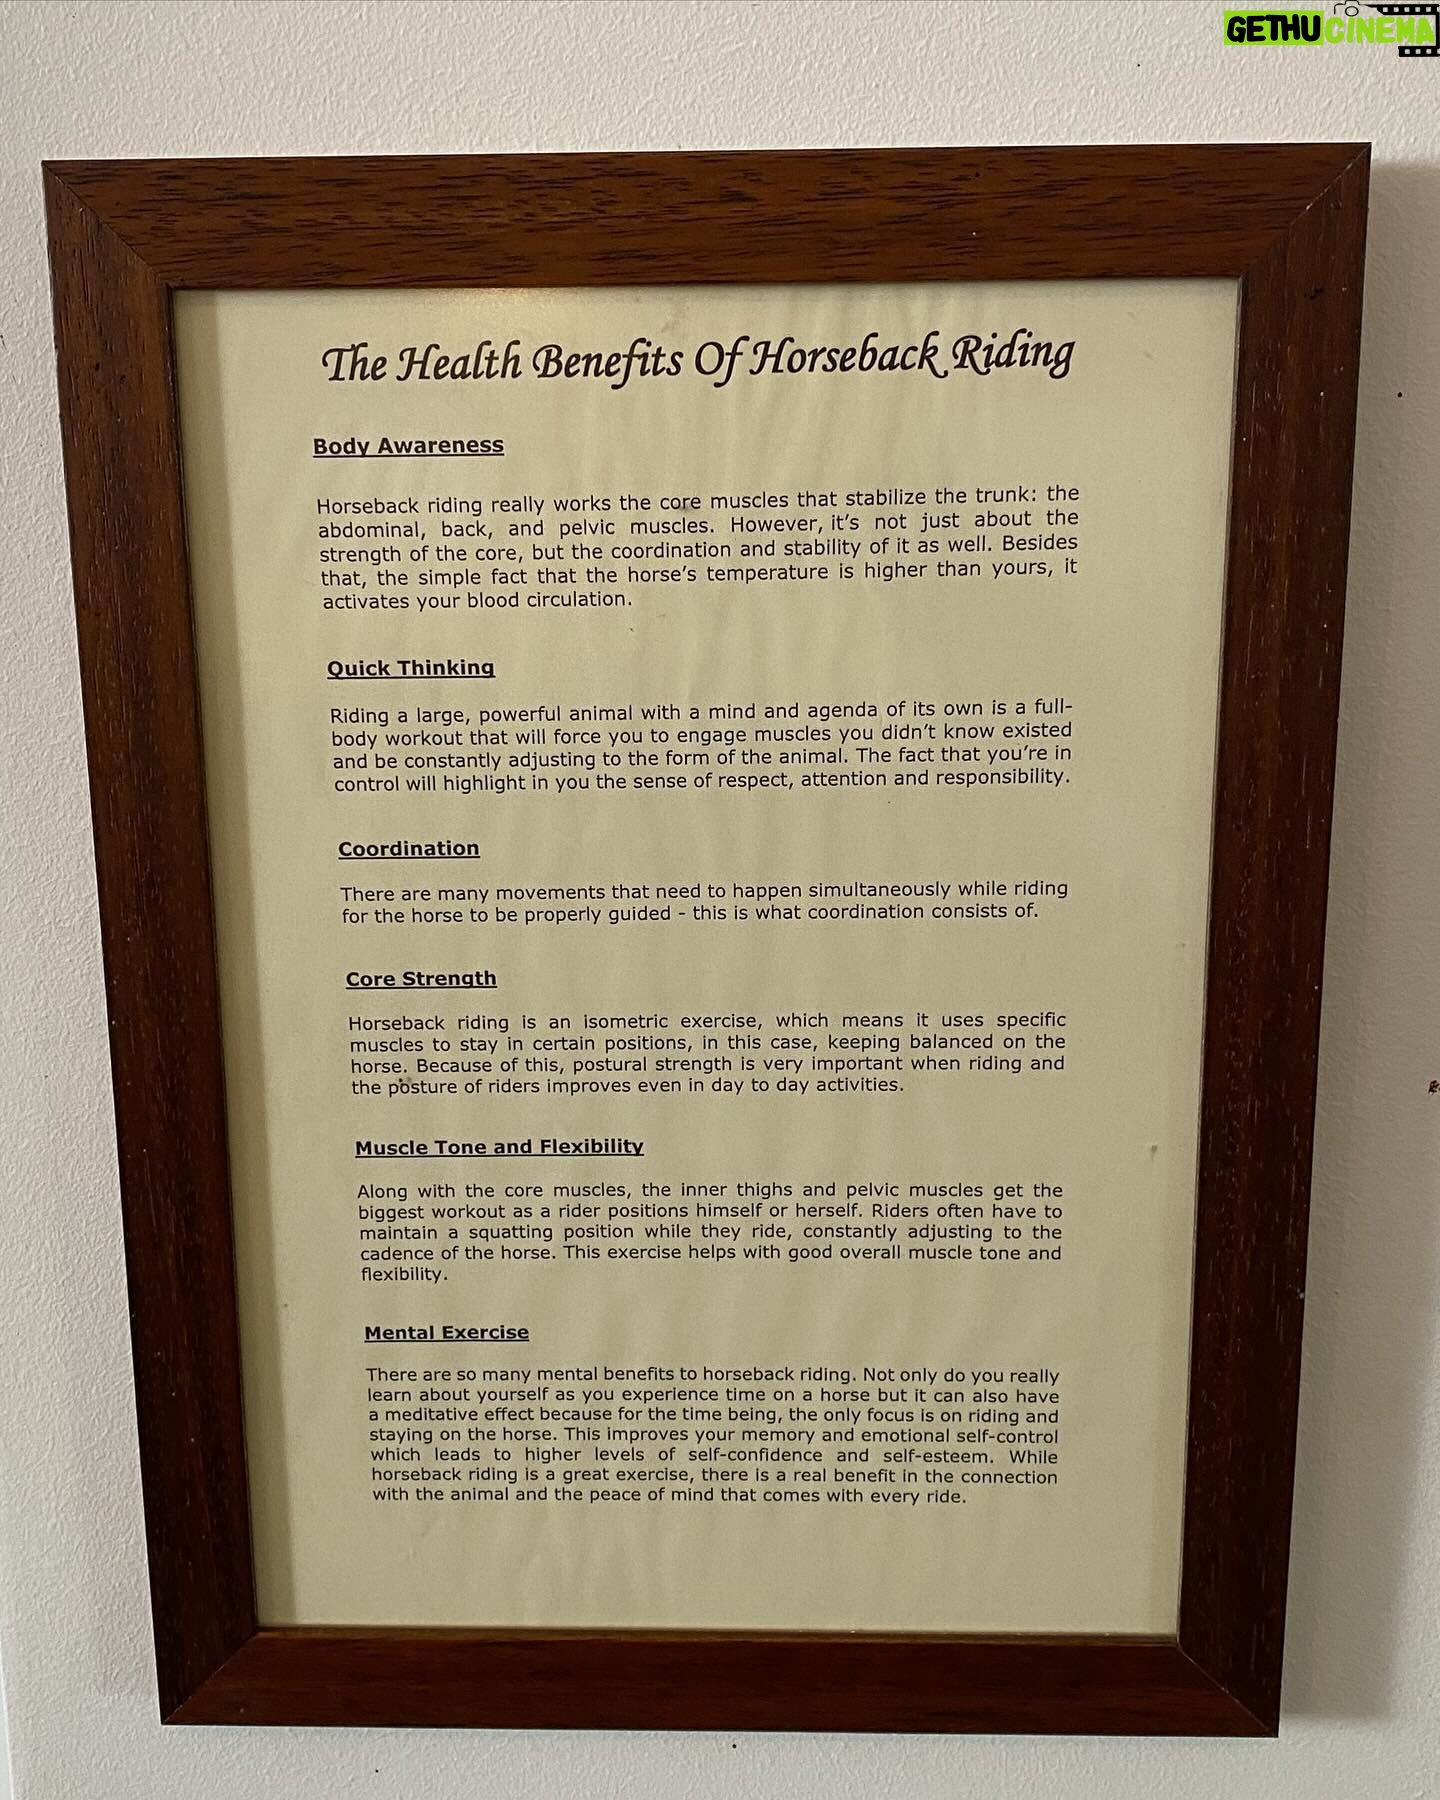 GETHUCINEMA
The Health Benefits Of Horseback Riding
Body Awareness
Horseback riding really works the core muscles that stabilize the trunk: the
abdominal, back, and pelvic muscles. However, it's not just about the
strength of the core, but the coordination and stability of it as well. Besides
that, the simple fact that the horse's temperature is higher than yours, it
activates your blood circulation.
Quick Thinking
Riding a large, powerful animal with a mind and agenda of its own is a full-
body workout that will force you to engage muscles you didn't know existed
and be constantly adjusting to the form of the animal. The fact that you're in
control will highlight in you the sense of respect, attention and responsibility.
Coordination
There are many movements that need to happen simultaneously while riding
for the horse to be properly guided - this is what coordination consists of.
Core Strength
Horseback riding is an isometric exercise, which means it uses specific
muscles to stay in certain positions, in this case, keeping balanced on the
horse. Because of this, postural strength is very important when riding and
the posture of riders improves even in day to day activities.
Muscle Tone and Flexibility
Along with the core muscles, the inner thighs and pelvic muscles get the
biggest workout as a rider positions himself or herself. Riders often have to
maintain a squatting position while they ride, constantly adjusting to the
cadence of the horse. This exercise helps with good overall muscle tone and
flexibility.
Mental Exercise
There are so many mental benefits to horseback riding. Not only do you really
learn about yourself as you experience time on a horse but it can also have
a meditative effect because for the time being, the only focus is on riding and
staying on the horse. This improves your memory and emotional self-control
which leads to higher levels of self-confidence and self-esteem. While
horseback riding is a great exercise, there is a real benefit in the connection
with the animal and the peace of mind that comes with every ride.